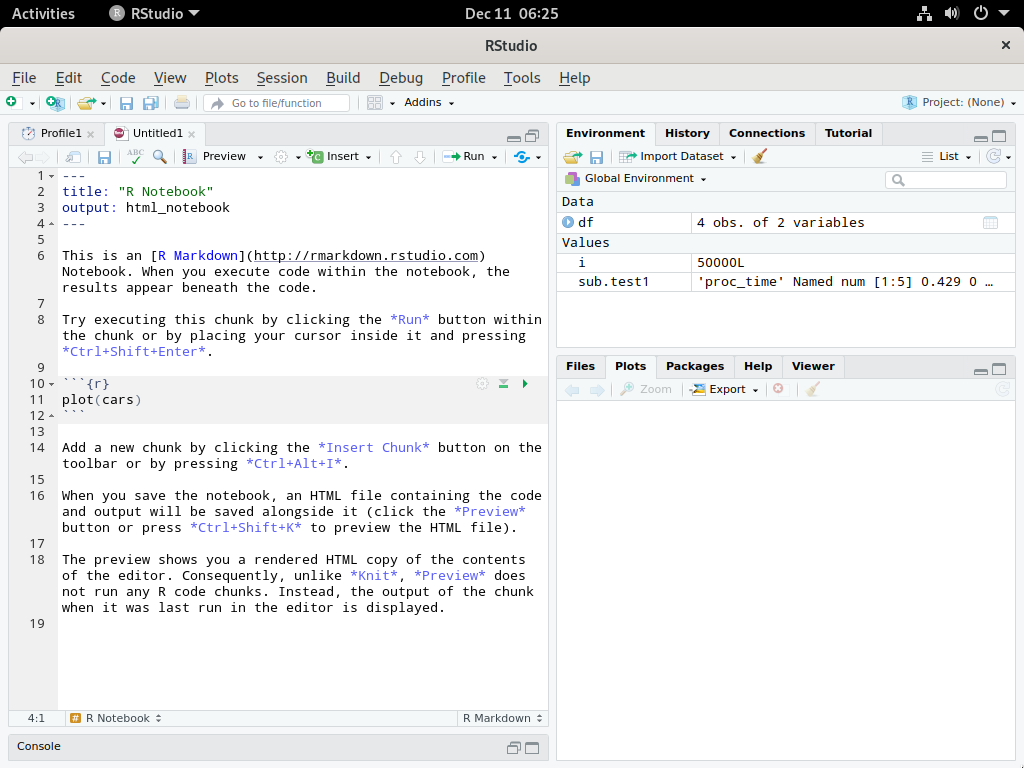 Activities RStudio Dec 11 06:25
RStudio
File Edit Code View Plots Session Build Debug Profile Tools Help
Go to file/function Addins Project: (None)
Profile1 Untitled1
ABC Preview Insert Run
1 ---
2 title: "R Notebook"
3 output: html_notebook
4 ---
5
6 This is an [R Markdown](http://rmarkdown.rstudio.com)
Notebook. When you execute code within the notebook, the
results appear beneath the code.
7
8 Try executing this chunk by clicking the *Run* button within
the chunk or by placing your cursor inside it and pressing
*Ctrl+Shift+Enter*.
9
10 ```{r}
11 plot(cars)
12 ```
13
14 Add a new chunk by clicking the *Insert Chunk* button on the
toolbar or by pressing *Ctrl+Alt+I*.
15
16 When you save the notebook, an HTML file containing the code
and output will be saved alongside it (click the *Preview*
button or press *Ctrl+Shift+K* to preview the HTML file).
17
18 The preview shows you a rendered HTML copy of the contents
of the editor. Consequently, unlike *Knit*, *Preview* does
not run any R code chunks. Instead, the output of the chunk
when it was last run in the editor is displayed.
19
4:1 # R Notebook R Markdown
Console
Environment History Connections Tutorial
Import Dataset List
Global Environment
Data
df 4 obs. of 2 variables
Values
i 50000L
sub.test1 'proc_time' Named num [1:5] 0.429 0 …
Files Plots Packages Help Viewer
Zoom Export